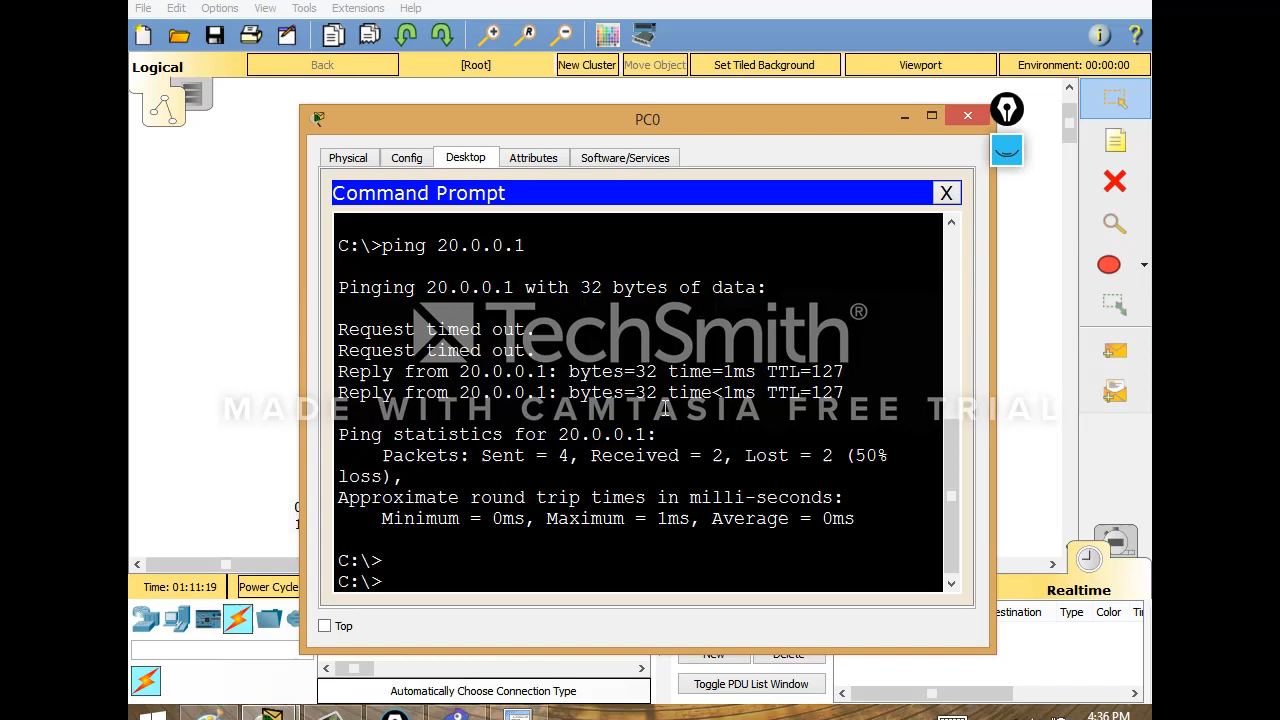 File Edit Options View Tools Extensions Help
Logical Back [Root] New Cluster Move Object Set Tiled Background Viewport Environment: 00:00:00
PC0
Physical Config Desktop Attributes Software/Services
Command Prompt X
C:\>ping 20.0.0.1
Pinging 20.0.0.1 with 32 bytes of data:
TechSmith®
Request timed out.
Request timed out.
Reply from 20.0.0.1: bytes=32 time=1ms TTL=127
Reply from 20.0.0.1: bytes=32 time<1ms TTL=127
MADE WITH CAMTASIA FREE TRIAL
Ping statistics for 20.0.0.1:
Packets: Sent = 4, Received = 2, Lost = 2 (50%
loss),
Approximate round trip times in milli-seconds:
Minimum = 0ms, Maximum = 1ms, Average = 0ms
C:\>
C:\>
Time: 01:11:19 Power Cycle
Realtime
estination Type Color
Top
New Delete
Automatically Choose Connection Type
Toggle PDU List Window
4:36 PM